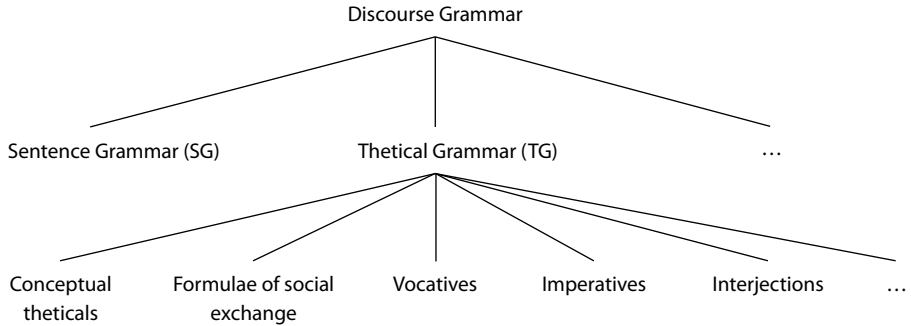 Discourse Grammar
Sentence Grammar (SG) Thetical Grammar (TG) …
Conceptual Formulae of social Vocatives Imperatives Interjections …
theticals exchange